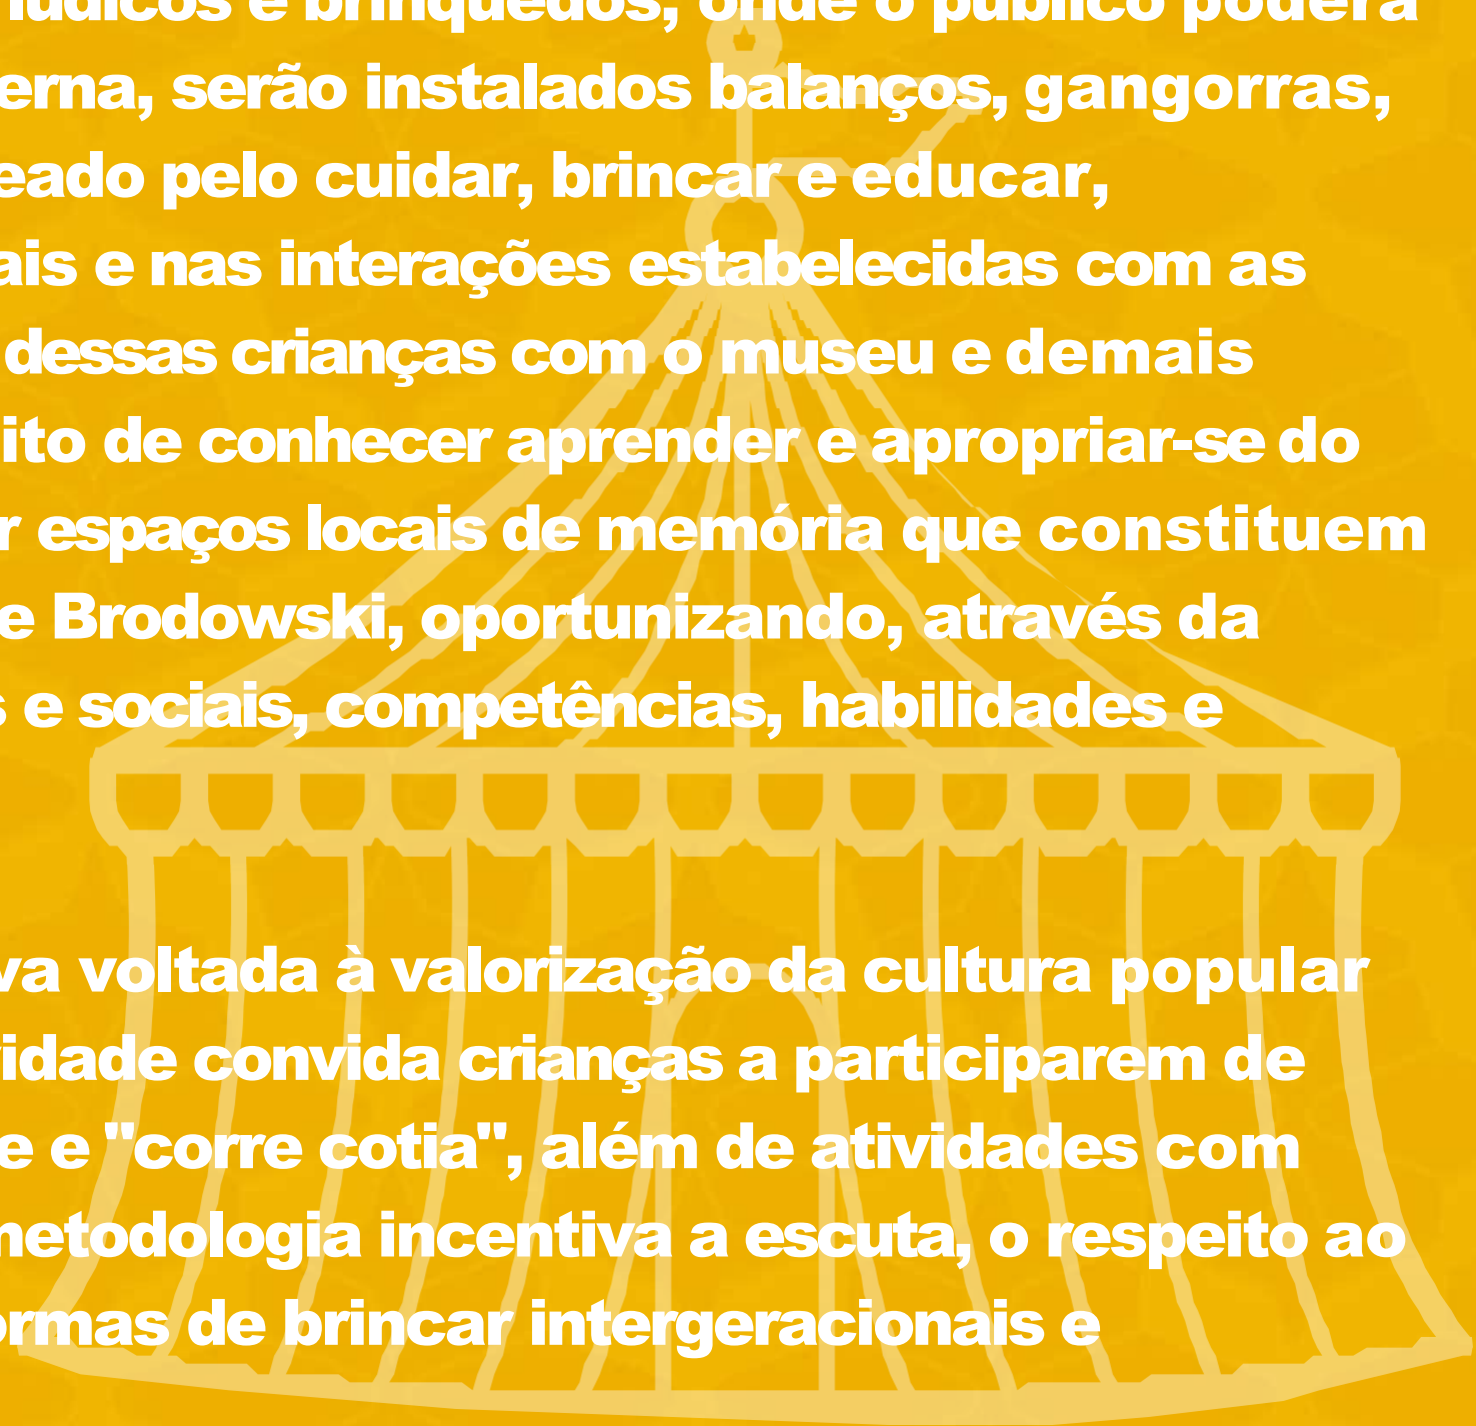 lúdicos e brinquedos, onde o público poderá
erna, serão instalados balanços, gangorras,
eado pelo cuidar, brincar e educar,
ais e nas interações estabelecidas com as
dessas crianças com o museu e demais
ito de conhecer aprender e apropriar-se do
r espaços locais de memória que constituem
e Brodowski, oportunizando, através da
s e sociais, competências, habilidades e
va voltada à valorização da cultura popular
idade convida crianças a participarem de
e e "corre cotia", além de atividades com
metodologia incentiva a escuta, o respeito ao
ormas de brincar intergeracionais e